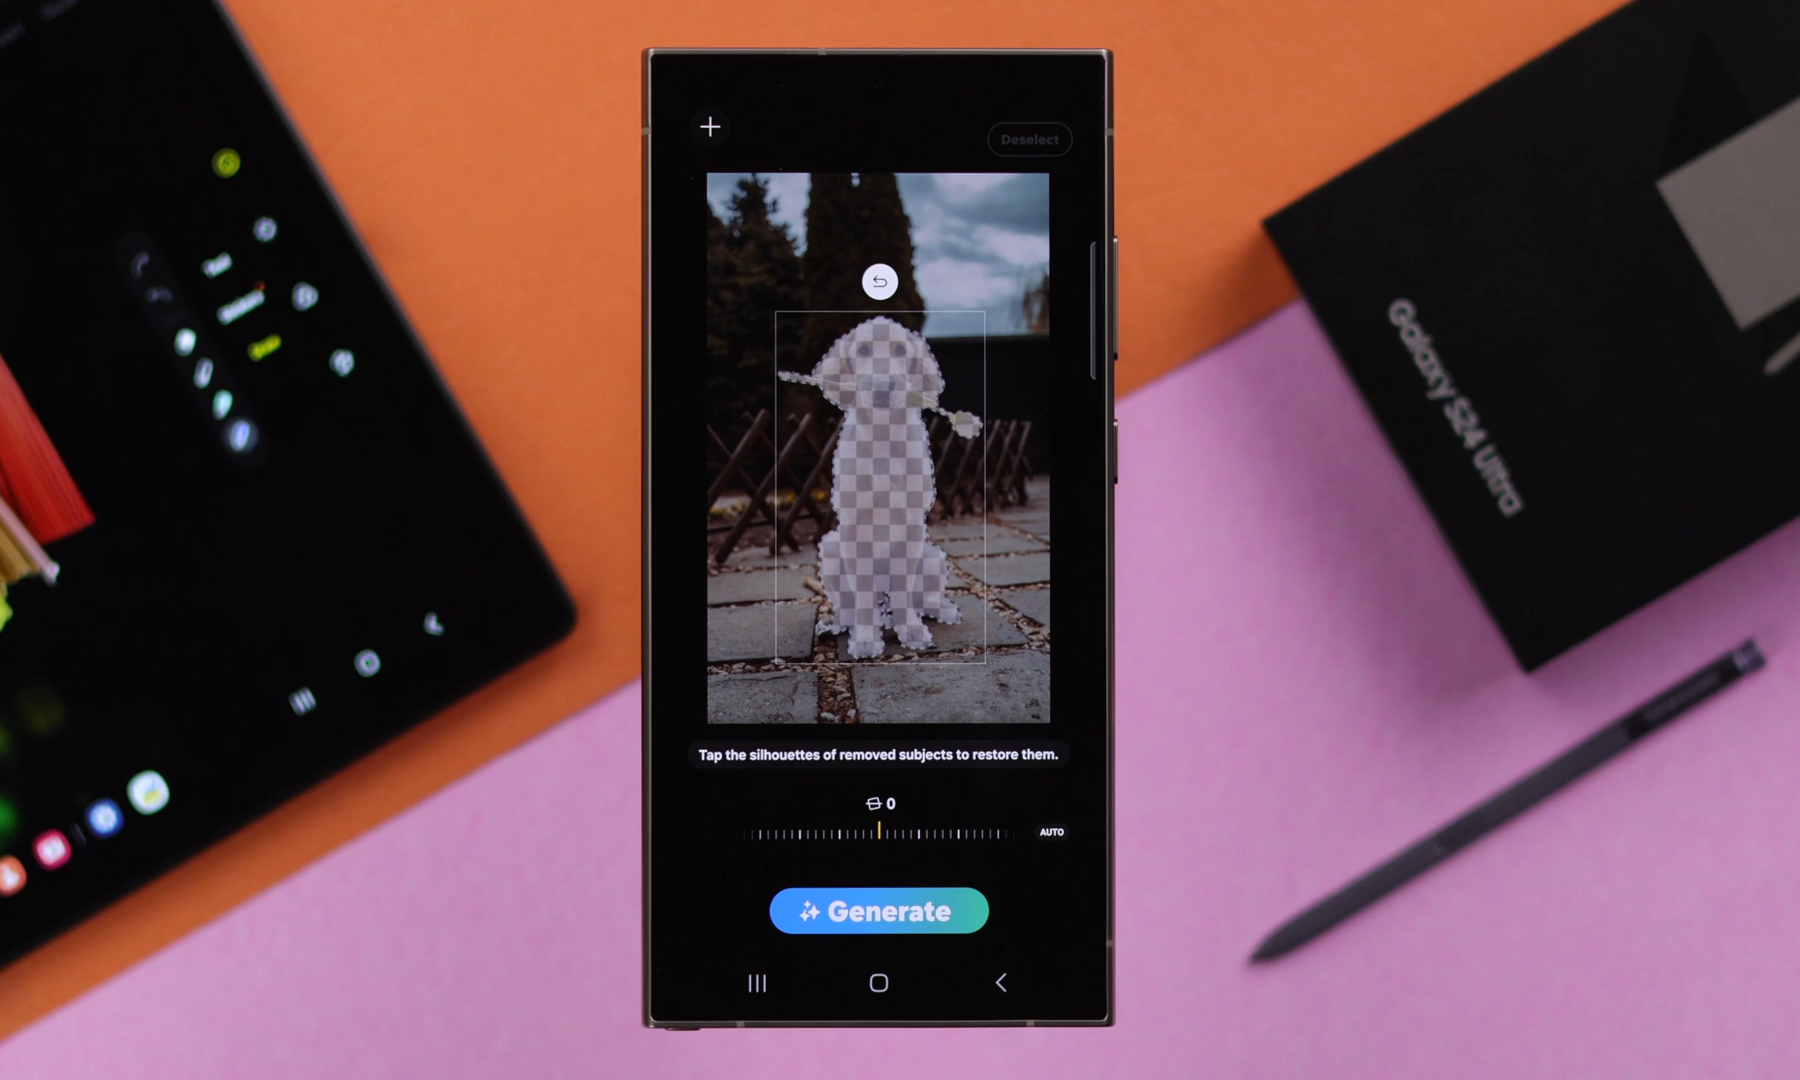 Deselect
Tap the silhouettes of removed subjects to restore them.
0
AUTO
Generate
Galaxy S24 Ultra